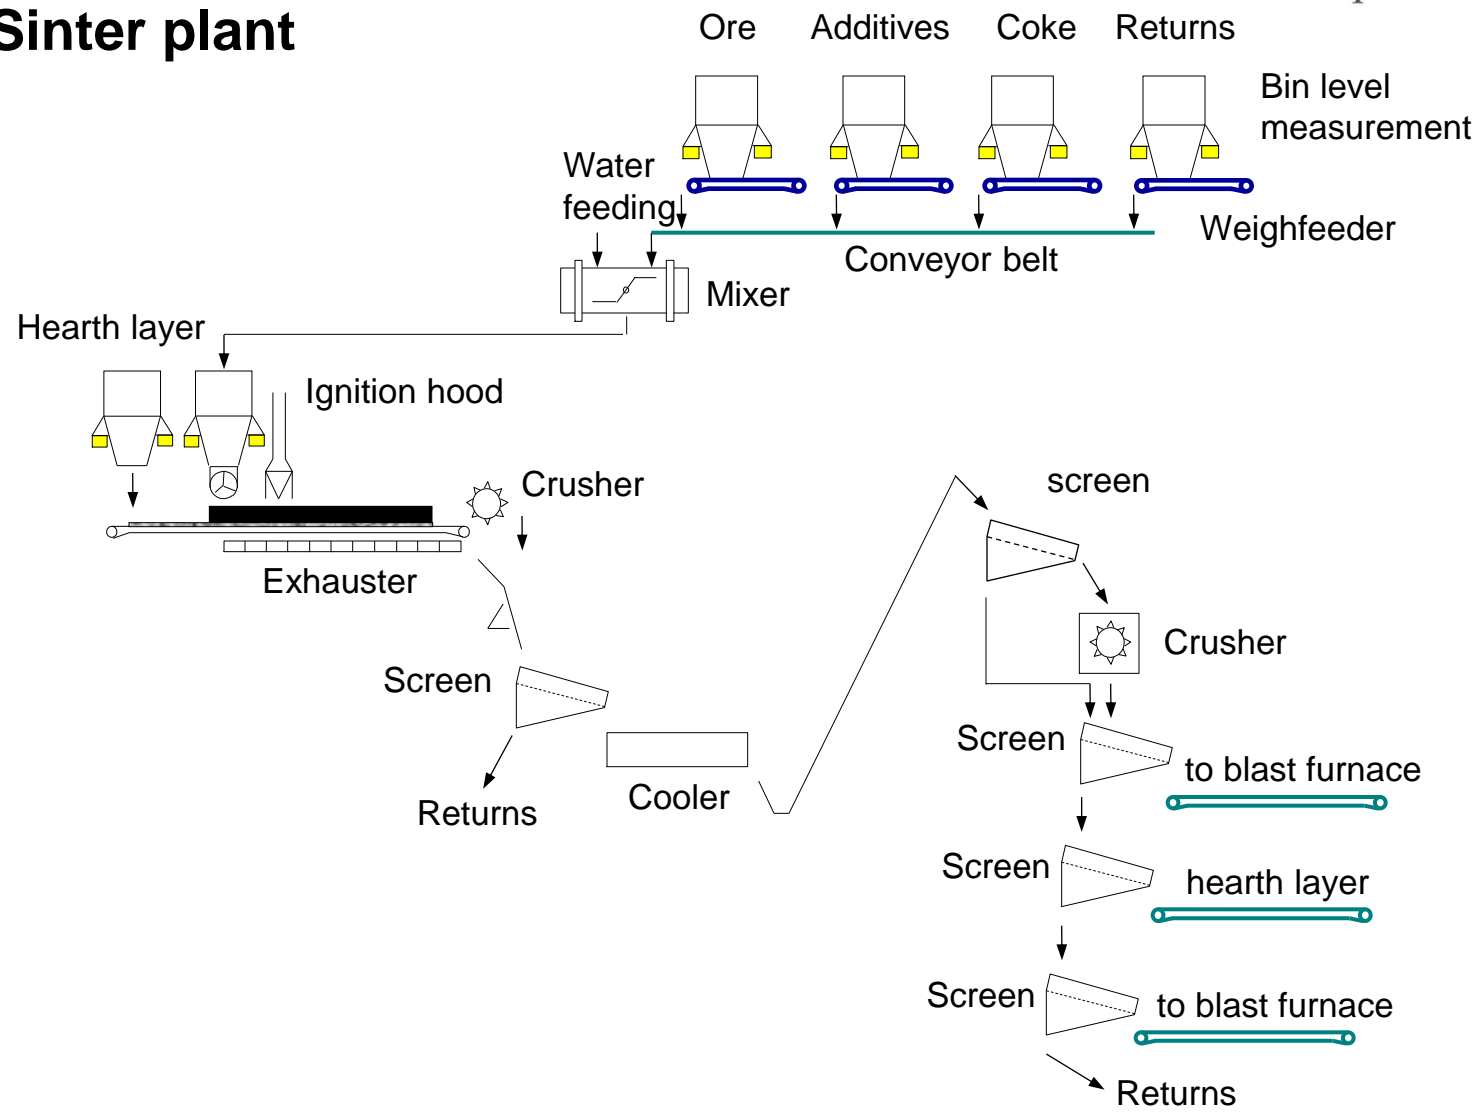 Sinter plant
Ore Additives Coke Returns
Bin level
measurement
Water
feeding
Weighfeeder
Conveyor belt
Mixer
Hearth layer
Ignition hood
Crusher
screen
Exhauster
Crusher
Screen
Screen
to blast furnace
Cooler
Returns
Screen
hearth layer
Screen
to blast furnace
Returns